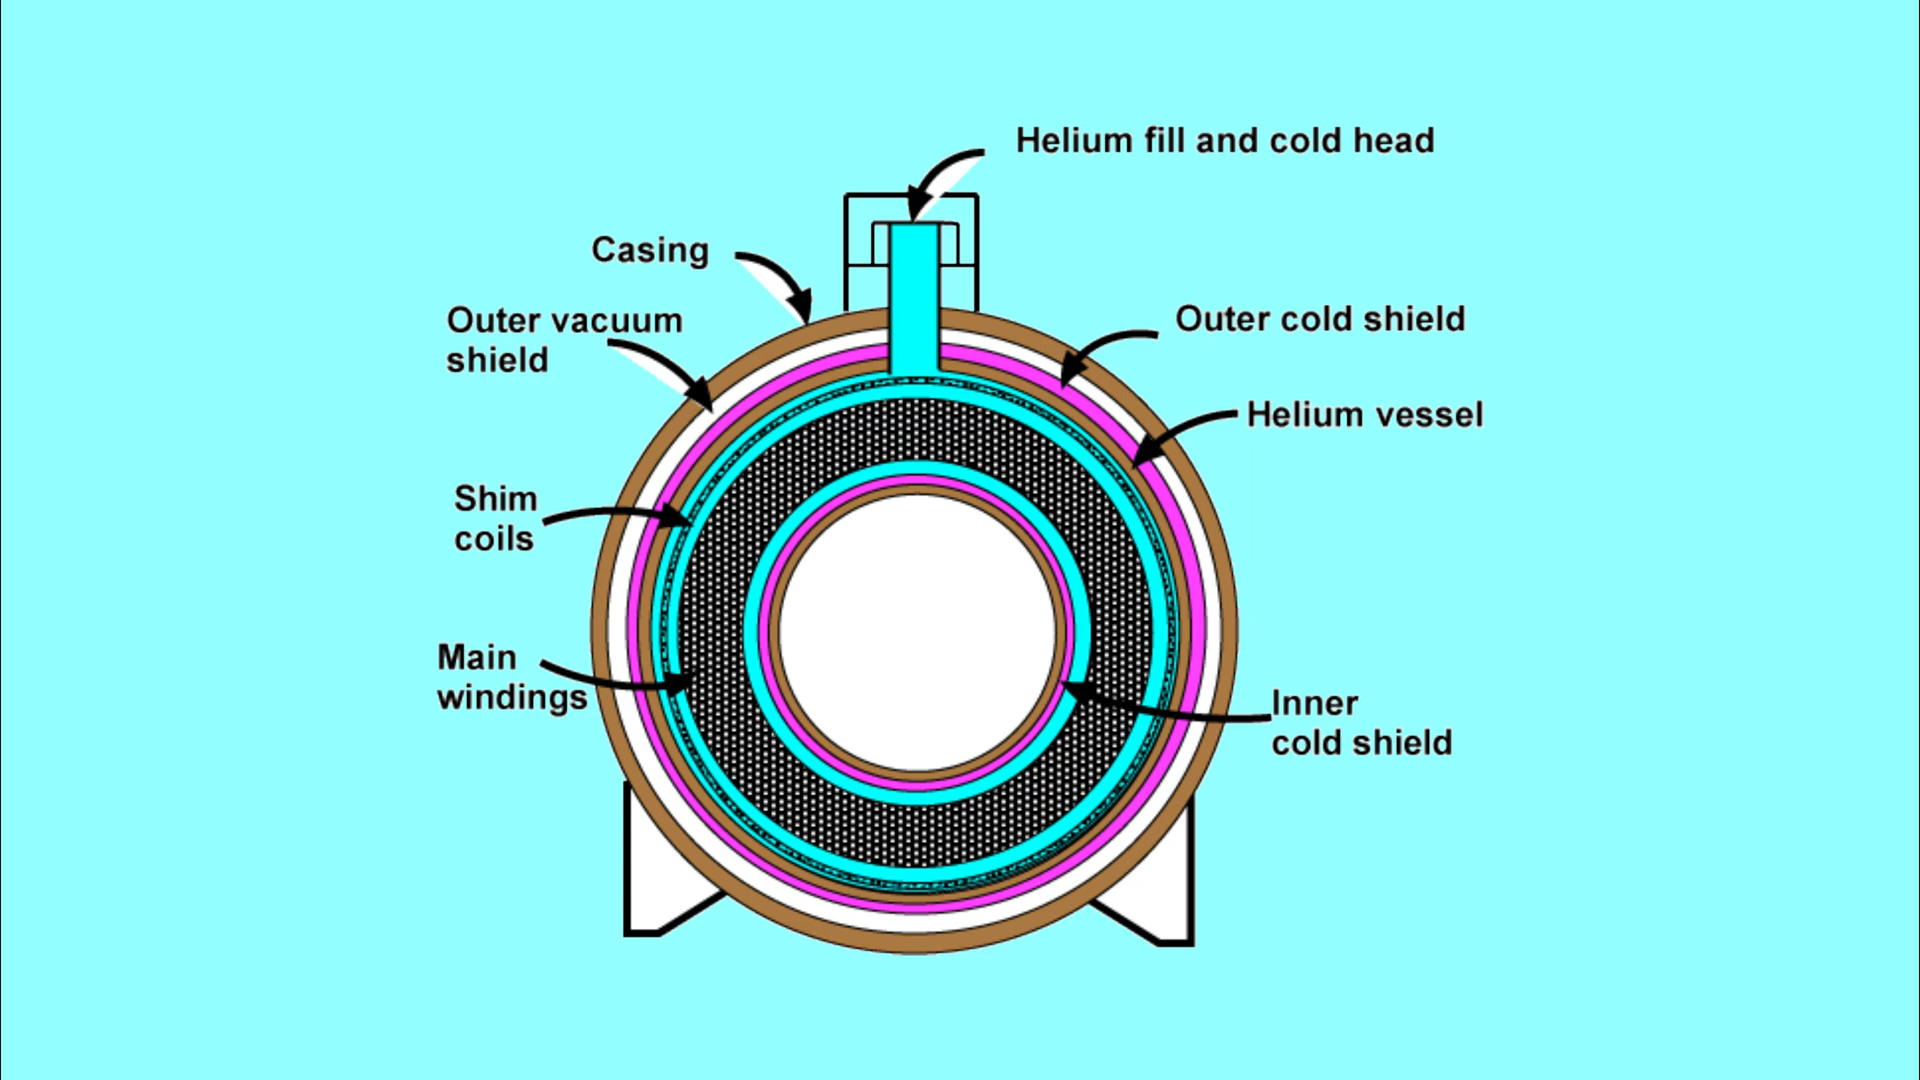 Helium fill and cold head
Casing
Outer vacuum
shield
Outer cold shield
Helium vessel
Shim
coils
Main
windings
Inner
cold shield